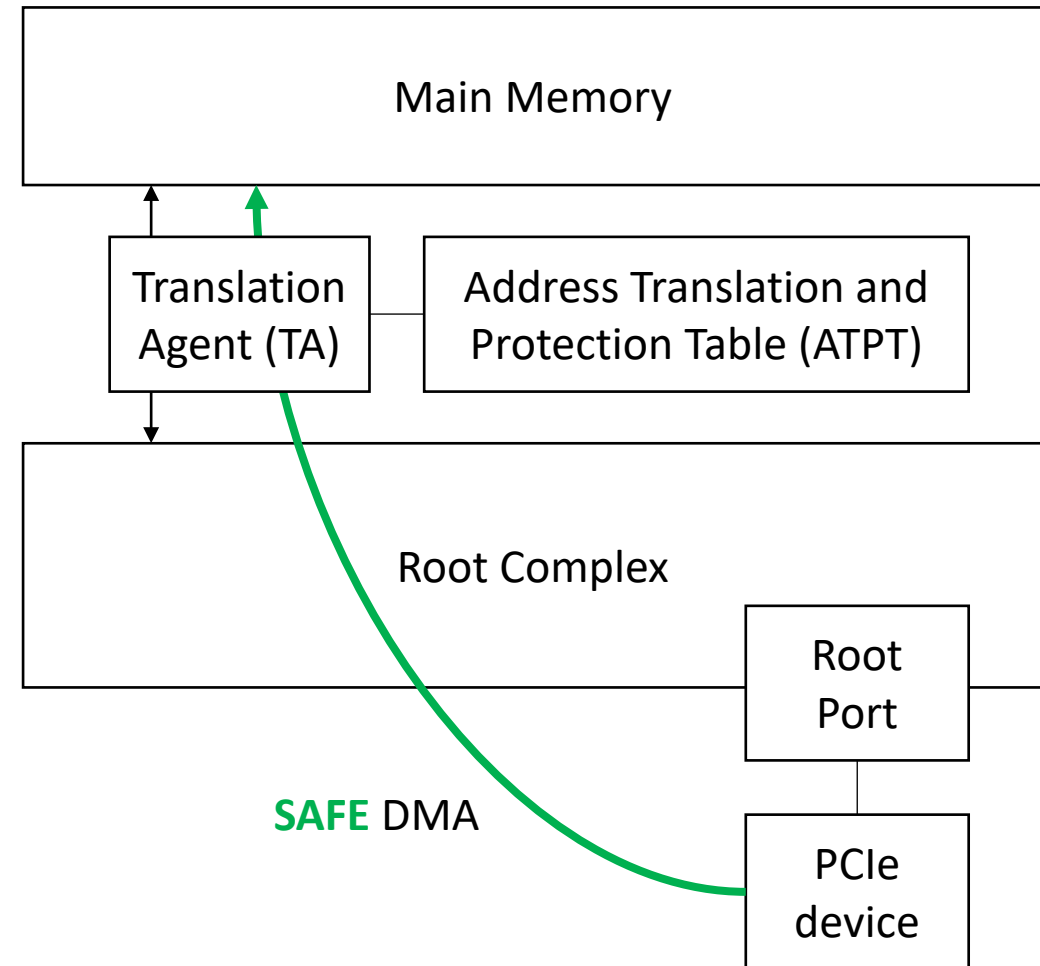 Main Memory
Translation
Agent (TA)
Address Translation and
Protection Table (ATPT)
Root Complex
Root
Port
SAFE DMA
PCIe
device